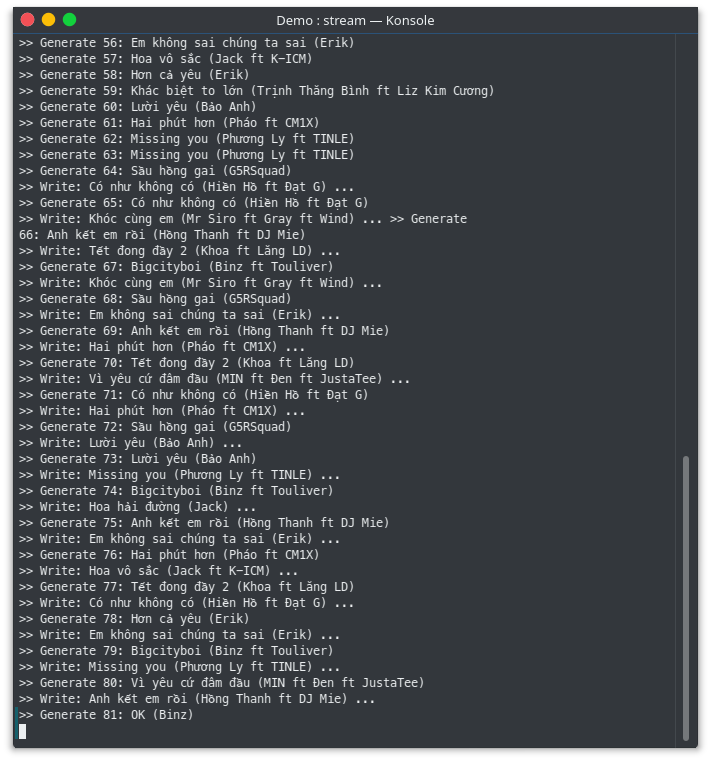 Demo : stream — Konsole
>> Generate 56: Em không sai chúng ta sai (Erik)
>> Generate 57: Hoa vô sắc (Jack ft K-ICM)
>> Generate 58: Hơn cả yêu (Erik)
>> Generate 59: Khác biệt to lớn (Trịnh Thăng Bình ft Liz Kim Cương)
>> Generate 60: Lười yêu (Bảo Anh)
>> Generate 61: Hai phút hơn (Pháo ft CM1X)
>> Generate 62: Missing you (Phương Ly ft TINLE)
>> Generate 63: Missing you (Phương Ly ft TINLE)
>> Generate 64: Sầu hồng gai (G5RSquad)
>> Write: Có như không có (Hiền Hồ ft Đạt G) ...
>> Generate 65: Có như không có (Hiền Hồ ft Đạt G)
>> Write: Khóc cùng em (Mr Siro ft Gray ft Wind) ... >> Generate
66: Anh kết em rồi (Hồng Thanh ft DJ Mie)
>> Write: Tết đong đầy 2 (Khoa ft Lăng LD) ...
>> Generate 67: Bigcityboi (Binz ft Touliver)
>> Write: Khóc cùng em (Mr Siro ft Gray ft Wind) ...
>> Generate 68: Sầu hồng gai (G5RSquad)
>> Write: Em không sai chúng ta sai (Erik) ...
>> Generate 69: Anh kết em rồi (Hồng Thanh ft DJ Mie)
>> Write: Hai phút hơn (Pháo ft CM1X) ...
>> Generate 70: Tết đong đầy 2 (Khoa ft Lăng LD)
>> Write: Vì yêu cứ đâm đầu (MIN ft Đen ft JustaTee) ...
>> Generate 71: Có như không có (Hiền Hồ ft Đạt G)
>> Write: Hai phút hơn (Pháo ft CM1X) ...
>> Generate 72: Sầu hồng gai (G5RSquad)
>> Write: Lười yêu (Bảo Anh) ...
>> Generate 73: Lười yêu (Bảo Anh)
>> Write: Missing you (Phương Ly ft TINLE) ...
>> Generate 74: Bigcityboi (Binz ft Touliver)
>> Write: Hoa hải đường (Jack) ...
>> Generate 75: Anh kết em rồi (Hồng Thanh ft DJ Mie)
>> Write: Em không sai chúng ta sai (Erik) ...
>> Generate 76: Hai phút hơn (Pháo ft CM1X)
>> Write: Hoa vô sắc (Jack ft K-ICM) ...
>> Generate 77: Tết đong đầy 2 (Khoa ft Lăng LD)
>> Write: Có như không có (Hiền Hồ ft Đạt G) ...
>> Generate 78: Hơn cả yêu (Erik)
>> Write: Em không sai chúng ta sai (Erik) ...
>> Generate 79: Bigcityboi (Binz ft Touliver)
>> Write: Missing you (Phương Ly ft TINLE) ...
>> Generate 80: Vì yêu cứ đâm đầu (MIN ft Đen ft JustaTee)
>> Write: Anh kết em rồi (Hồng Thanh ft DJ Mie) ...
>> Generate 81: OK (Binz)